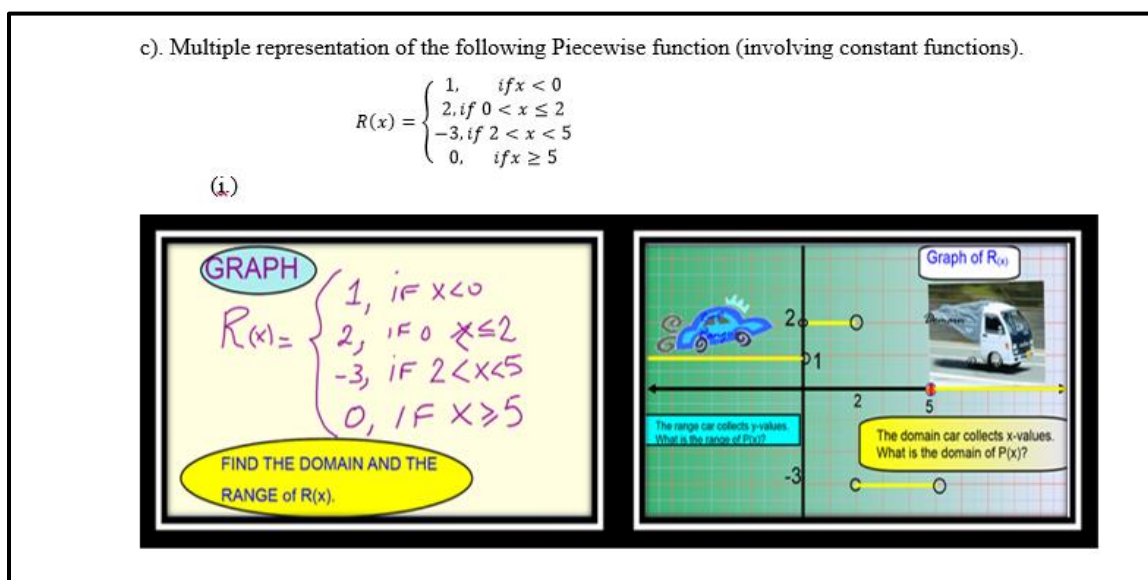 c). Multiple representation of the following Piecewise function (involving constant functions).
R(x) = { 1, if x < 0
2, if 0 < x ≤ 2
−3, if 2 < x < 5
0, if x ≥ 5
(i.)
GRAPH
R(x) = { 1, IF X<0
2, IF 0 X≤2
-3, IF 2<X<5
0, IF X≥5
FIND THE DOMAIN AND THE
RANGE of R(x).
Graph of R(x)
Domain
2
1
2
5
The range car collects y-values.
What is the range of P(x)?
The domain car collects x-values.
What is the domain of P(x)?
-3